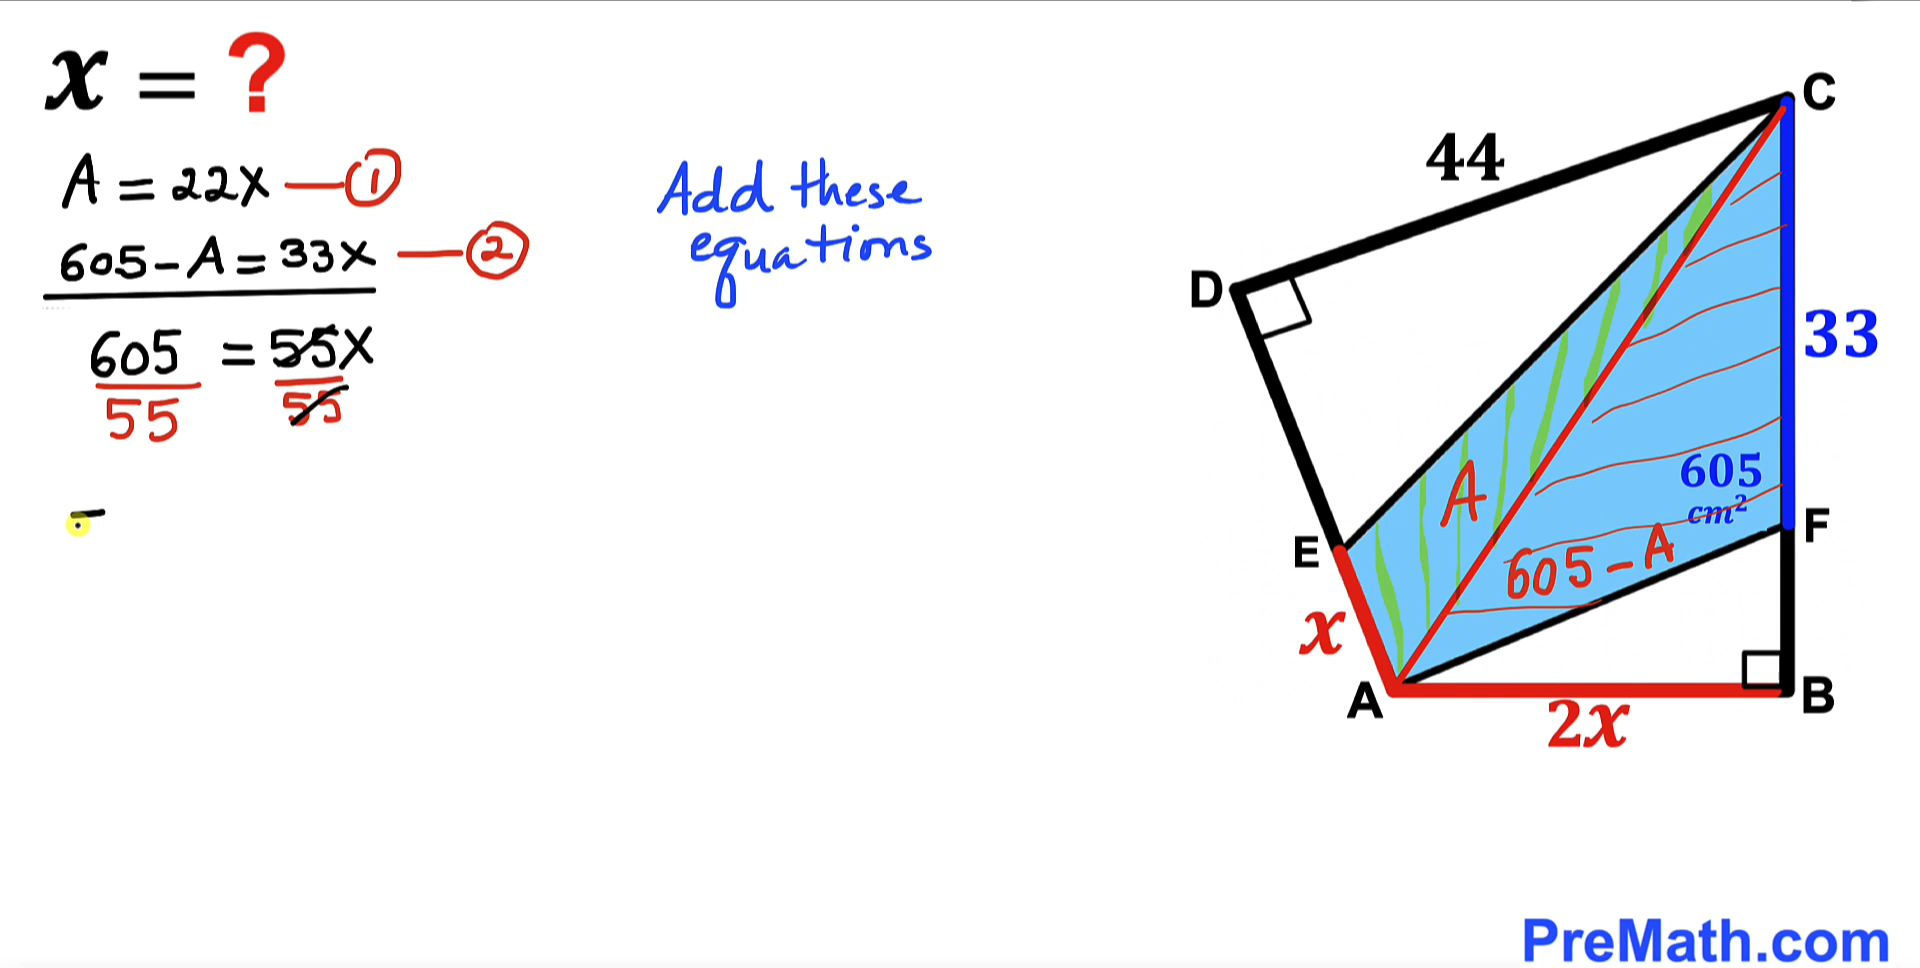 x = ?
A = 22x — ①
605 - A = 33x — ②
605 = 55x
55 55
Add these
equations
C
44
D
33
A
605
cm²
F
E
605 - A
x
A
B
2x
PreMath.com